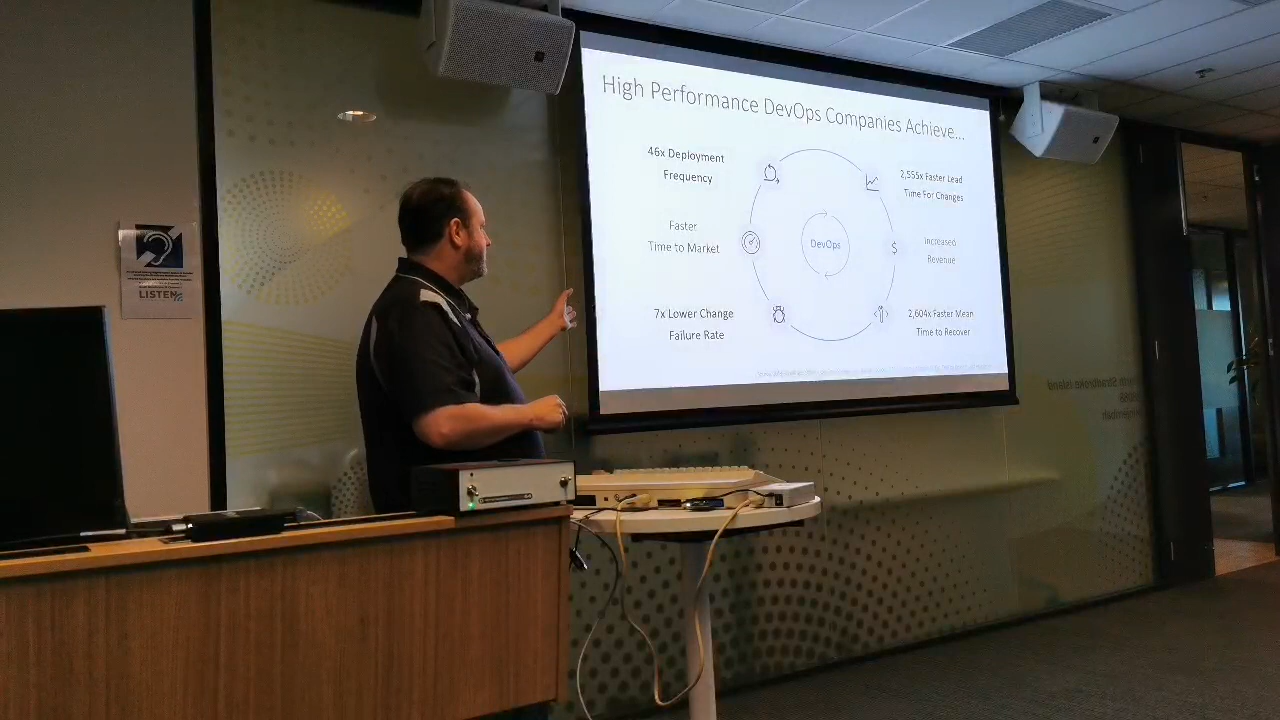 High Performance DevOps Companies Achieve...
46x Deployment
Frequency
2,555x Faster Lead
Time For Changes
Faster
Time to Market
DevOps
$
Increased
Revenue
7x Lower Change
Failure Rate
2,604x Faster Mean
Time to Recover
LISTEN